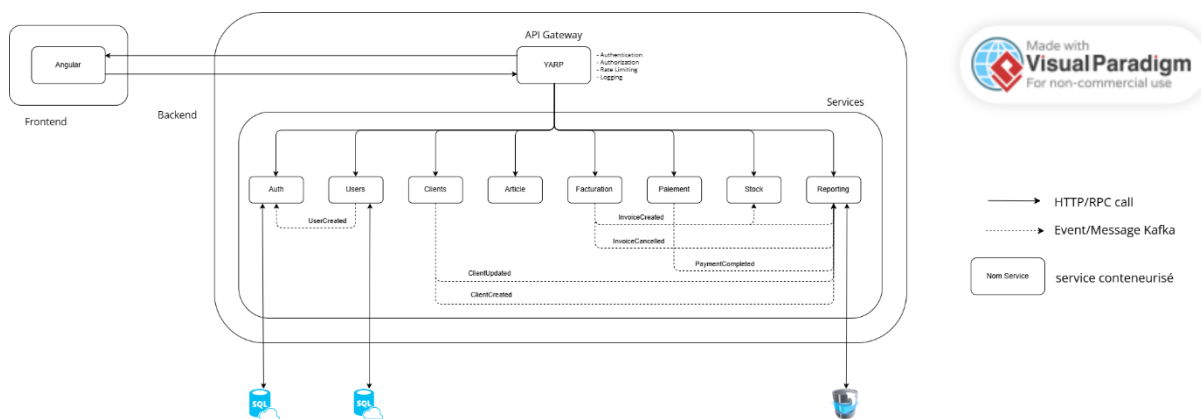 API Gateway
Angular
YARP
- Authentication
- Authorization
- Rate Limiting
- Logging
Made with
Visual Paradigm
For non-commercial use
Frontend
Backend
Services
Auth
Users
Clients
Article
Facturation
Paiement
Stock
Reporting
UserCreated
InvoiceCreated
InvoiceCancelled
PaymentCompleted
ClientUpdated
ClientCreated
HTTP/RPC call
Event/Message Kafka
Nom Service
service conteneurisé
SQL
SQL